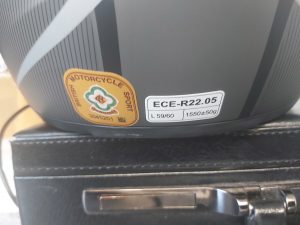 MOTORCYCLE
SPORT
ECE-R22.05
L 59/60
1550±50g